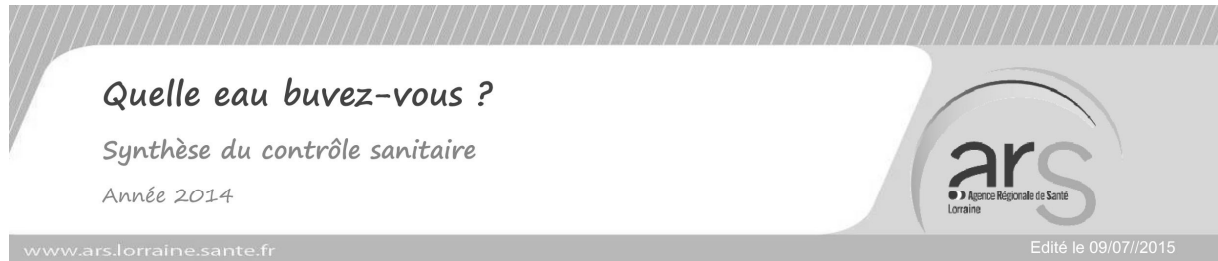 Quelle eau buvez-vous ?
Synthèse du contrôle sanitaire
Année 2014
ars
Agence Régionale de Santé
Lorraine
www.ars.lorraine.sante.fr
Edité le 09/07//2015